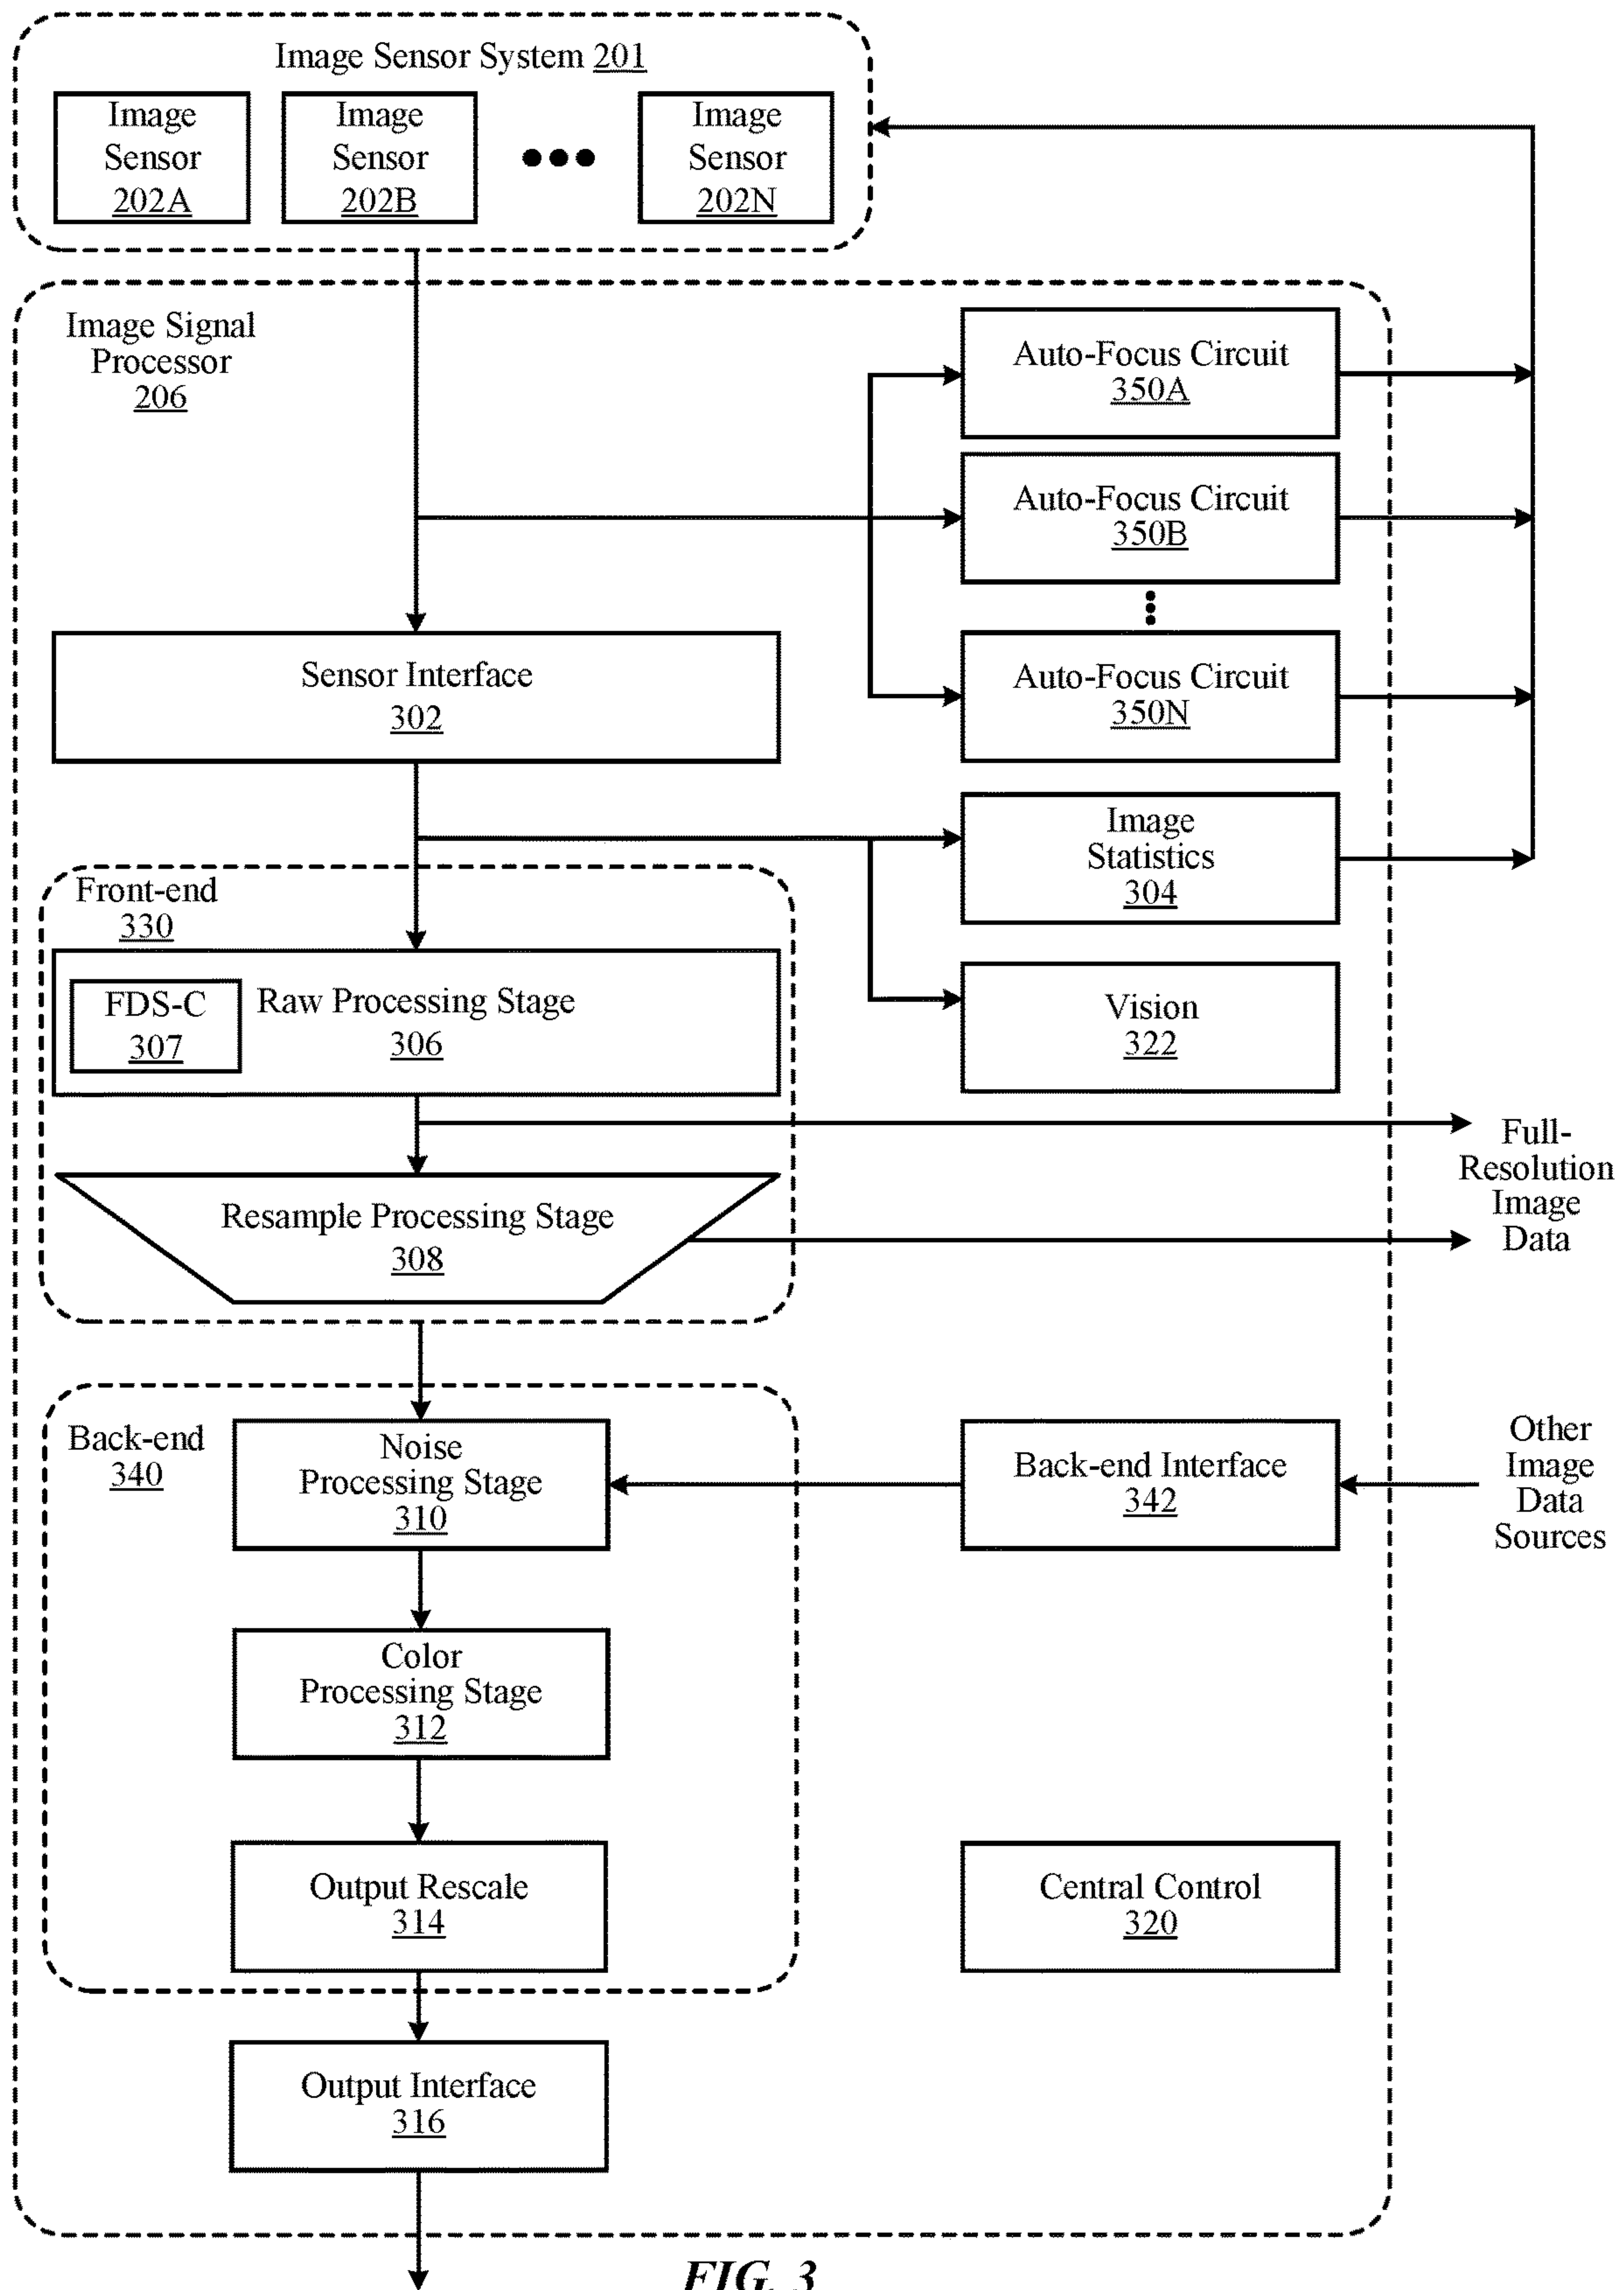 Image Sensor System 201
Image
Sensor
202A
Image
Sensor
202B
Image
Sensor
202N
Image Signal
Processor
206
Auto-Focus Circuit
350A
Auto-Focus Circuit
350B
Auto-Focus Circuit
350N
Sensor Interface
302
Image
Statistics
304
Front-end
330
FDS-C
307
Raw Processing Stage
306
Vision
322
Full-
Resolution
Image
Data
Resample Processing Stage
308
Back-end
340
Noise
Processing Stage
310
Back-end Interface
342
Other
Image
Data
Sources
Color
Processing Stage
312
Output Rescale
314
Central Control
320
Output Interface
316
FIG. 3